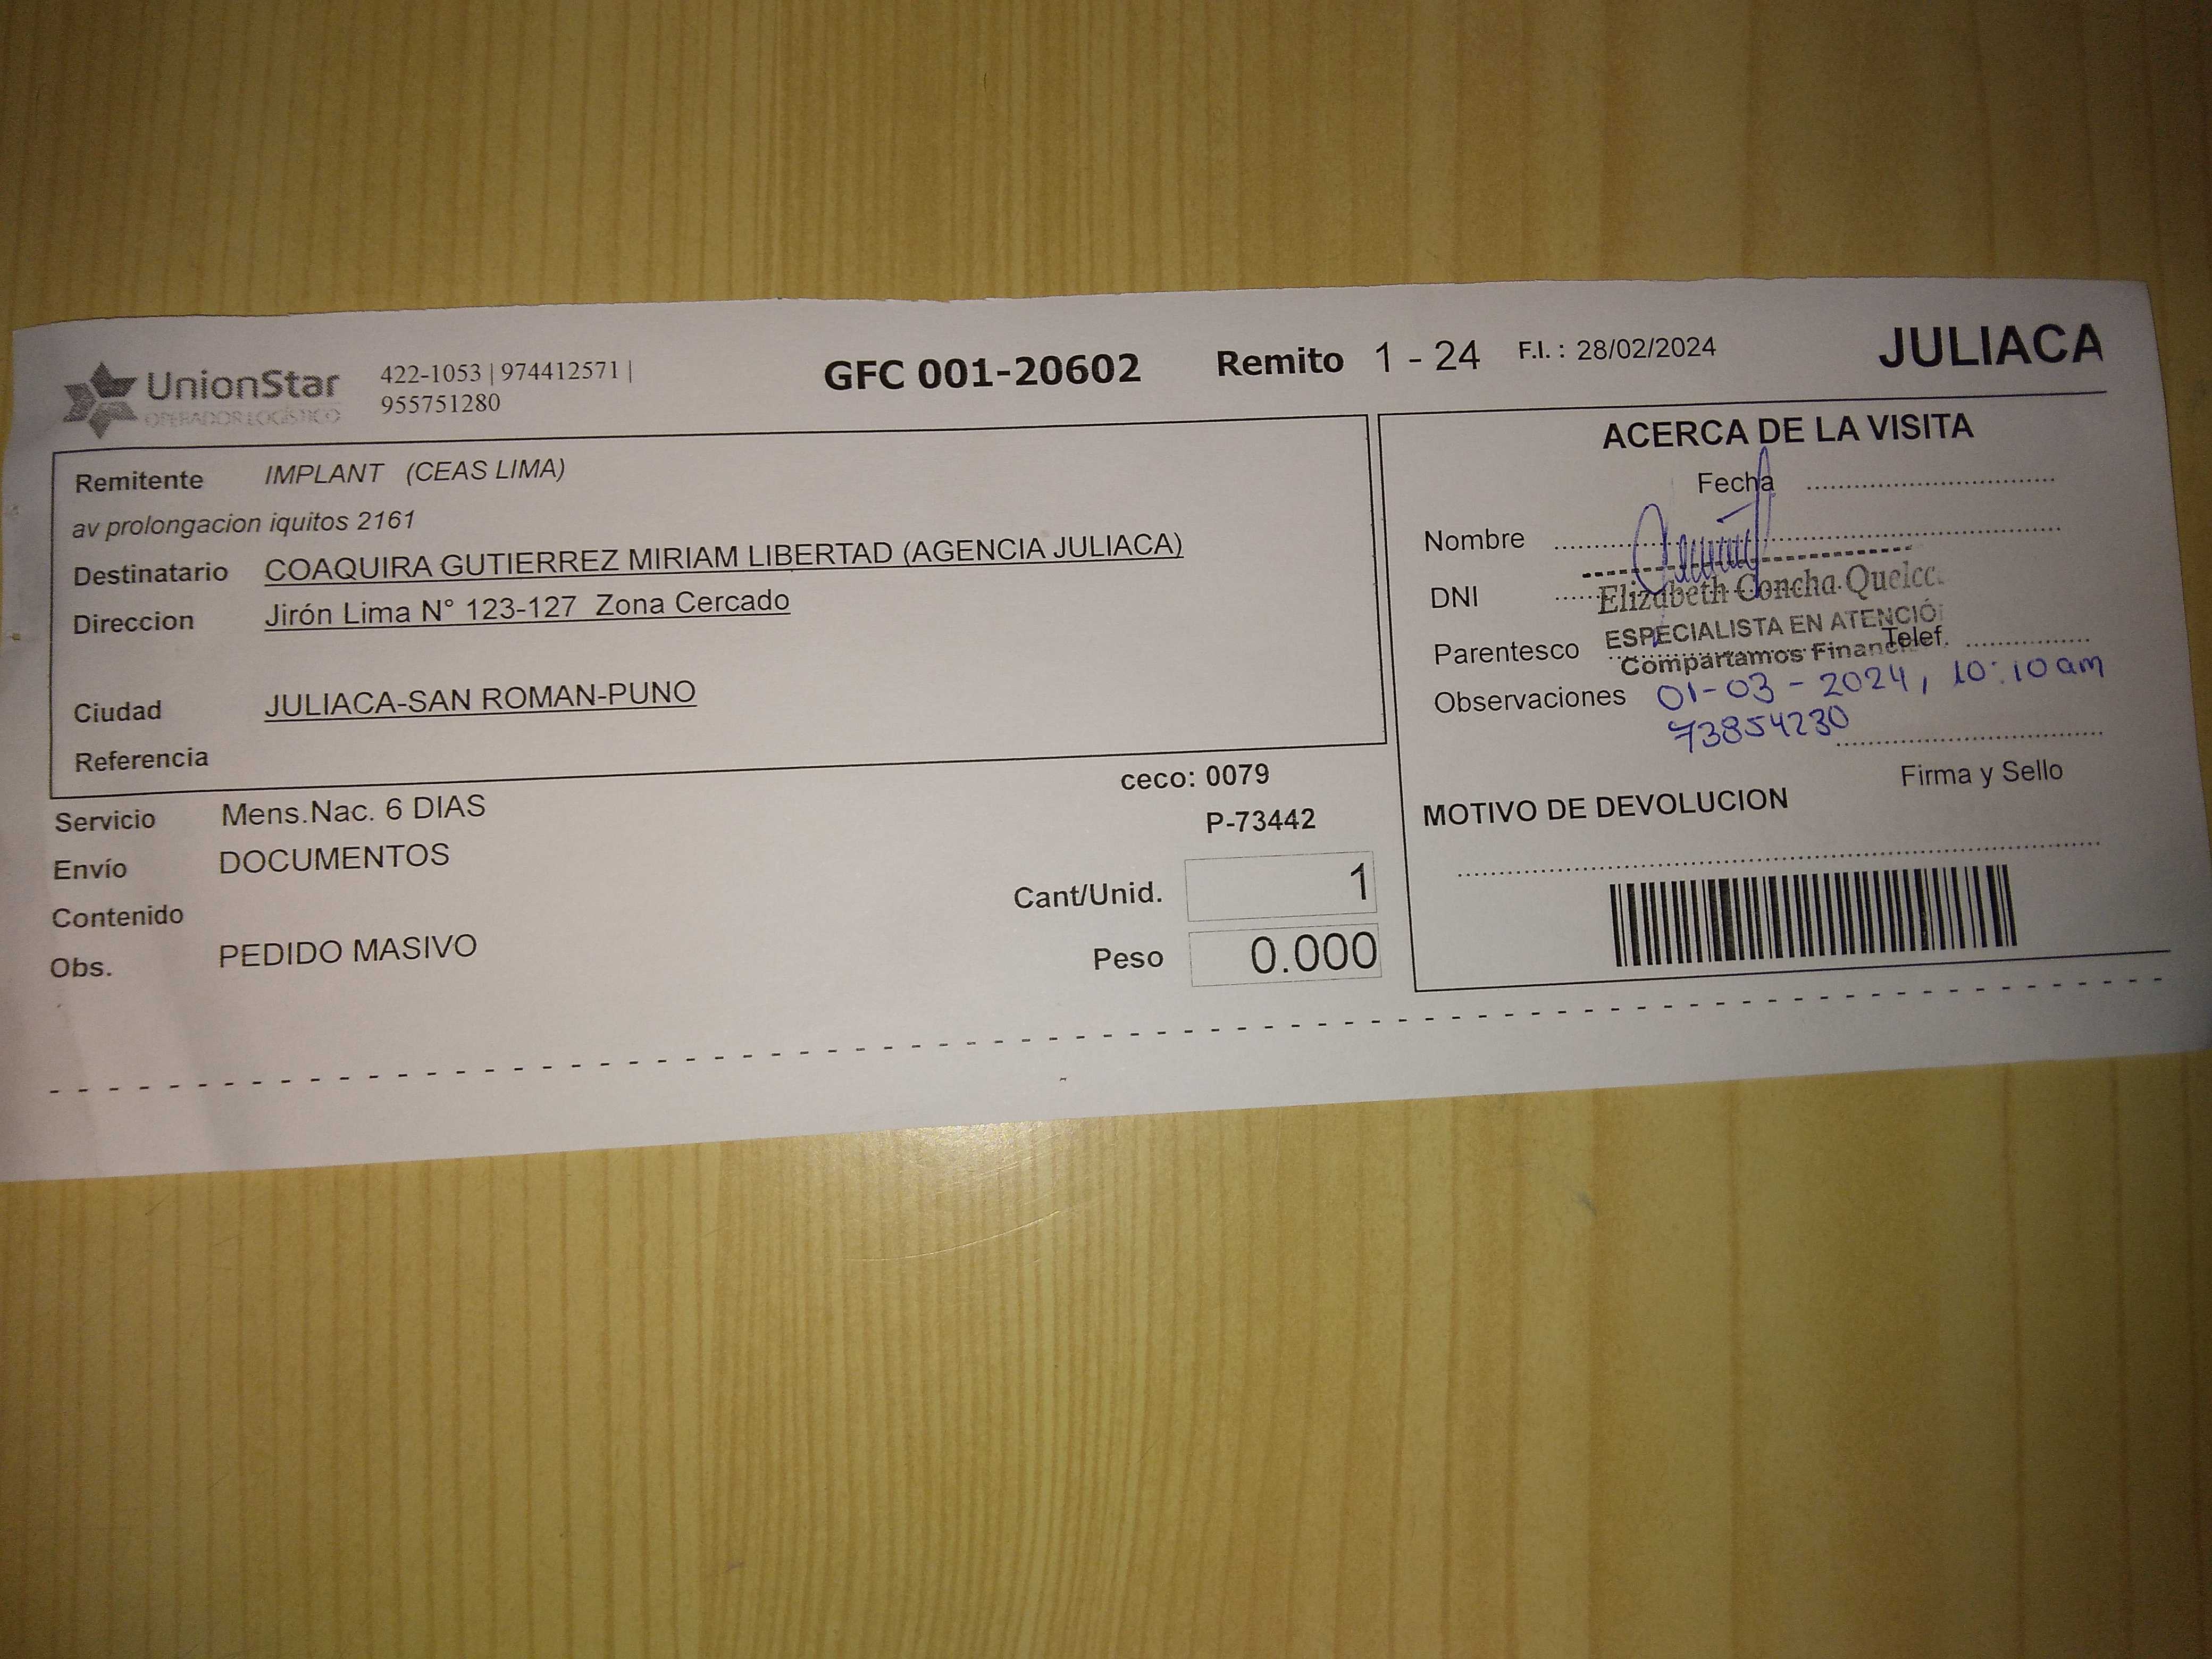 UnionStar
OPERADOR LOGÍSTICO
422-1053 | 974412571 |
955751280
GFC 001-20602 Remito 1 - 24 F.I. : 28/02/2024 JULIACA
Remitente IMPLANT (CEAS LIMA)
av prolongacion iquitos 2161
Destinatario COAQUIRA GUTIERREZ MIRIAM LIBERTAD (AGENCIA JULIACA)
Direccion Jirón Lima N° 123-127 Zona Cercado
Ciudad JULIACA-SAN ROMAN-PUNO
Referencia
Servicio Mens.Nac. 6 DIAS
Envío DOCUMENTOS
Contenido
Obs. PEDIDO MASIVO
ceco: 0079
P-73442
Cant/Unid. 1
Peso 0.000
ACERCA DE LA VISITA
Fecha
Nombre
DNI
Elizabeth Concha
Parentesco ESPECIALISTA EN ATENCIÓ
Compartamos Telef.
Observaciones 01-03-2024, 10:10am
73854230
Firma y Sello
MOTIVO DE DEVOLUCION